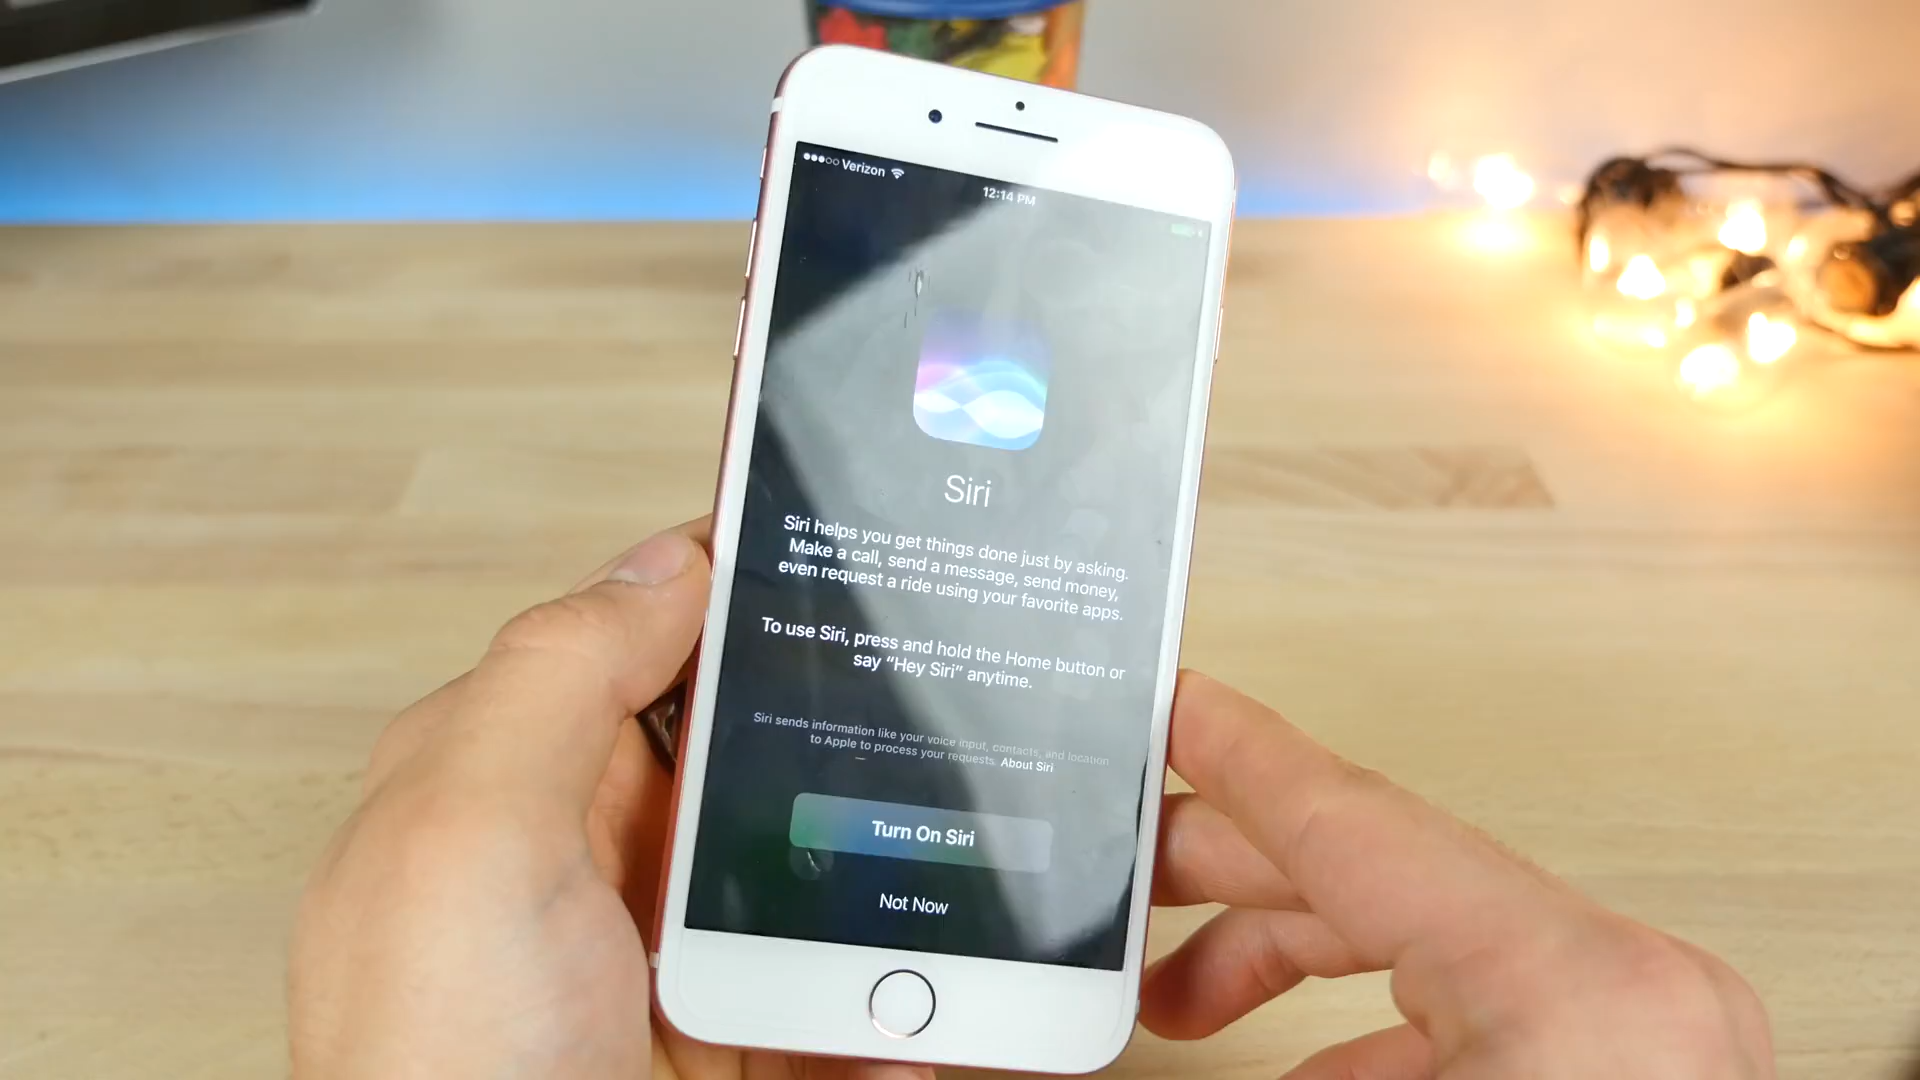 Verizon
12:14 PM
Siri
Siri helps you get things done just by asking.
Make a call, send a message, send money,
even request a ride using your favorite apps.
To use Siri, press and hold the Home button or
say “Hey Siri” anytime.
Siri sends information like your voice input, contacts, and location
to Apple to process your requests. About Siri
Turn On Siri
Not Now